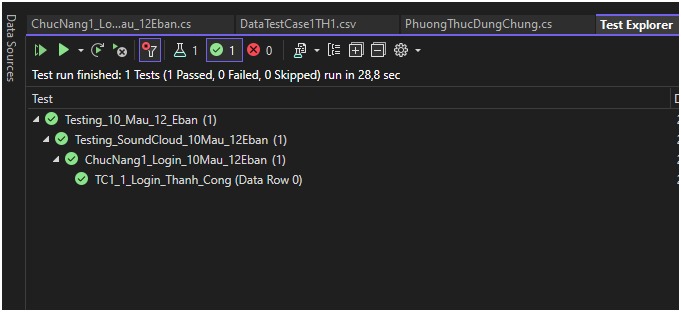 Data Sources
ChucNang1_Lo...au_12Eban.cs DataTestCase1TH1.csv PhuongThucDungChung.cs Test Explorer
1 1 0
Test run finished: 1 Tests (1 Passed, 0 Failed, 0 Skipped) run in 28,8 sec
Test
Testing_10_Mau_12_Eban (1)
Testing_SoundCloud_10Mau_12Eban (1)
ChucNang1_Login_10Mau_12Eban (1)
TC1_1_Login_Thanh_Cong (Data Row 0)